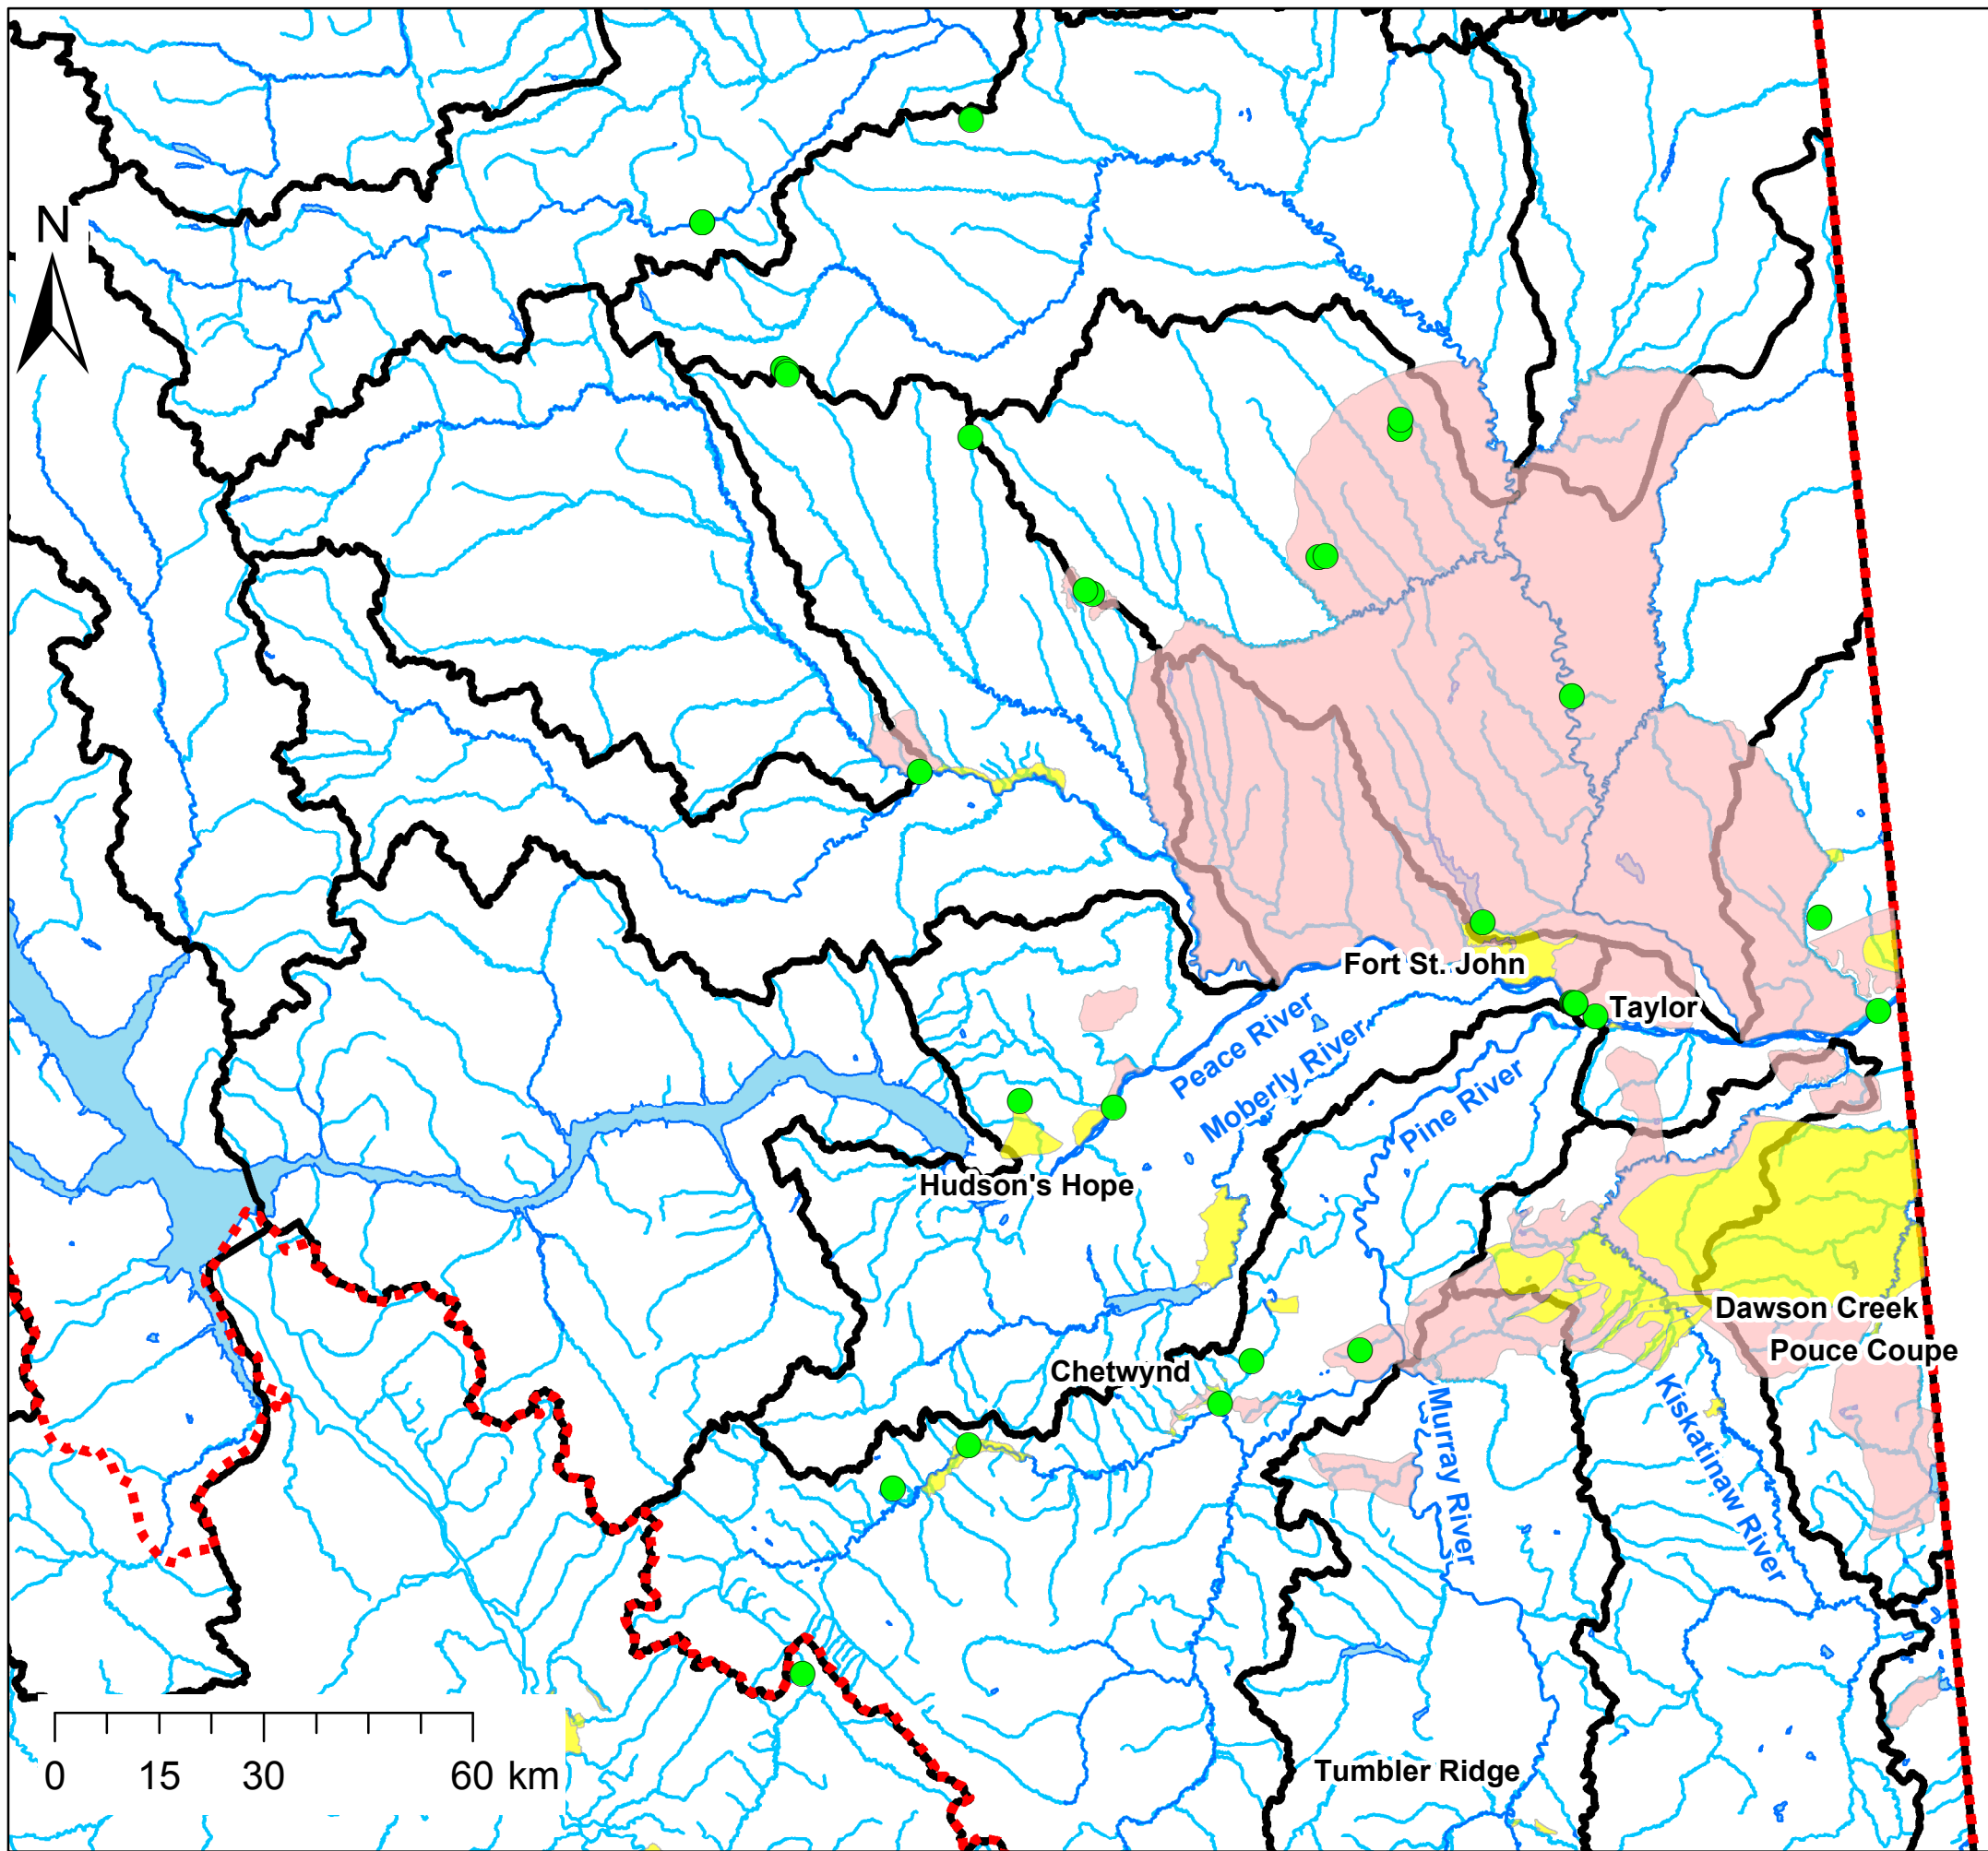 N
Fort St. John
Taylor
Peace River
Moberly River
Pine River
Hudson's Hope
Dawson Creek
Pouce Coupe
Chetwynd
Murray River
Kiskatinaw River
Tumbler Ridge
0 15 30 60 km